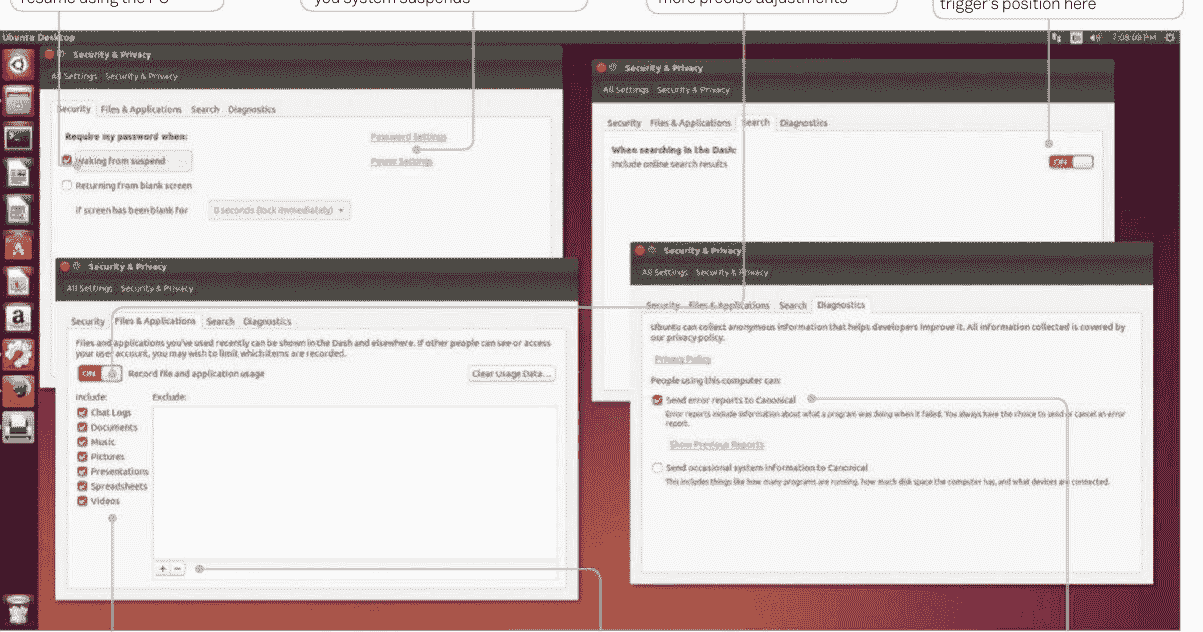 resume using the PC
you system suspends
more precise adjustments
trigger's position here
Ubuntu Desktop
7:08:09 PM
Security & Privacy
All Settings Security & Privacy
Security Files & Applications Search Diagnostics
Require my password when:
Password Settings
Waking from suspend
Power Settings
Returning from blank screen
if screen has been blank for
0 seconds (lock immediately)
Security & Privacy
All Settings Security & Privacy
Security Files & Applications Search Diagnostics
When searching in the Dash:
Include online search results
ON
Security & Privacy
All Settings Security & Privacy
Security Files & Applications Search Diagnostics
Files and applications you've used recently can be shown in the Dash and elsewhere. If other people can see or access
your user account, you may wish to limit which items are recorded.
ON Record file and application usage
Clear Usage Data...
Include: Exclude:
Chat Logs
Documents
Music
Pictures
Presentations
Spreadsheets
Videos
+ −
Security & Privacy
All Settings Security & Privacy
Security Files & Applications Search Diagnostics
Ubuntu can collect anonymous information that helps developers improve it. All information collected is covered by
our privacy policy.
Privacy Policy
People using this computer can:
Send error reports to Canonical
Error reports include information about what a program was doing when it failed. You always have the choice to send or cancel an error
report.
Show Previous Reports
Send occasional system information to Canonical
This includes things like how many programs are running, how much disk space the computer has, and what devices are connected.